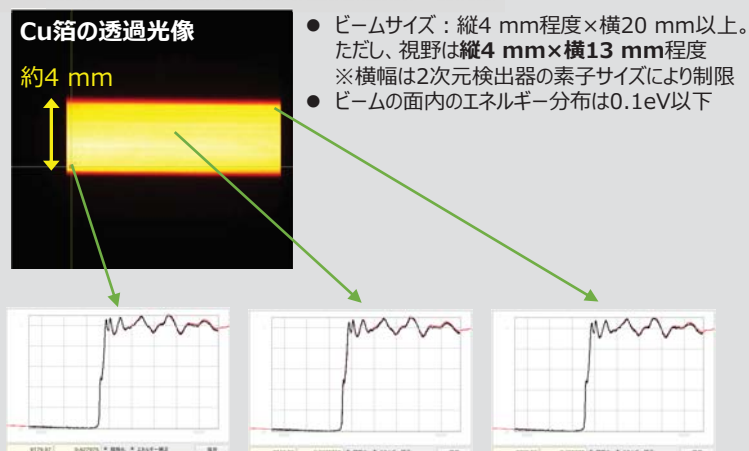 Cu箔の透過光像
約4 mm
● ビームサイズ：縦4 mm程度×横20 mm以上。
ただし、視野は縦4 mm×横13 mm程度
※横幅は2次元検出器の素子サイズにより制限
● ビームの面内のエネルギー分布は0.1eV以下